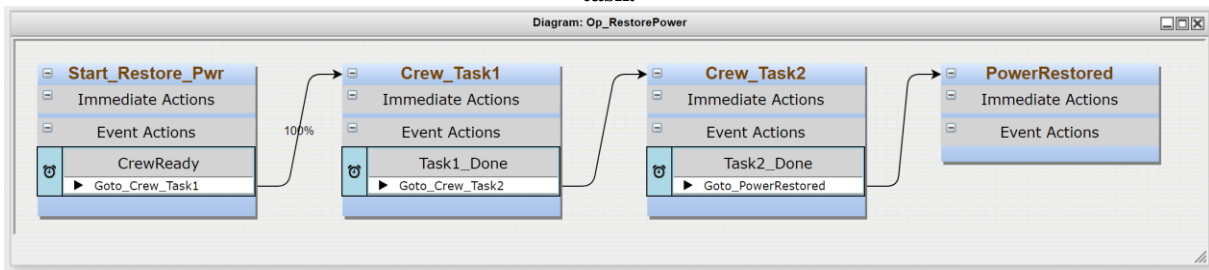 Diagram: Op_RestorePower
Start_Restore_Pwr
Immediate Actions
Event Actions
CrewReady
Goto_Crew_Task1
100%
Crew_Task1
Immediate Actions
Event Actions
Task1_Done
Goto_Crew_Task2
Crew_Task2
Immediate Actions
Event Actions
Task2_Done
Goto_PowerRestored
PowerRestored
Immediate Actions
Event Actions